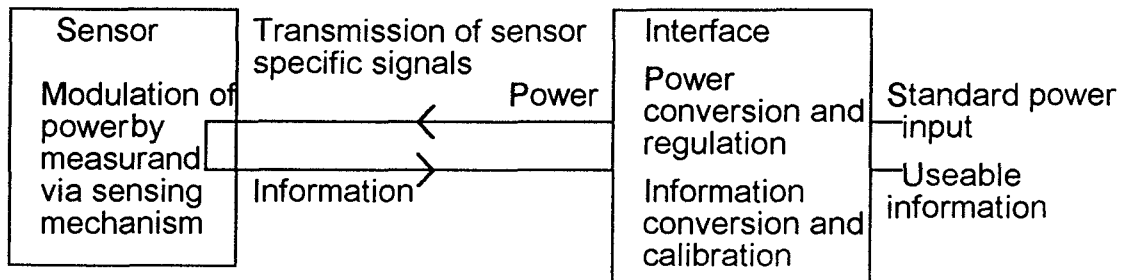 Sensor
Modulation of
powerby
measurand
via sensing
mechanism
Transmission of sensor
specific signals
Power
Information
Interface
Power
conversion and
regulation
Information
conversion and
calibration
Standard power
input
Useable
information